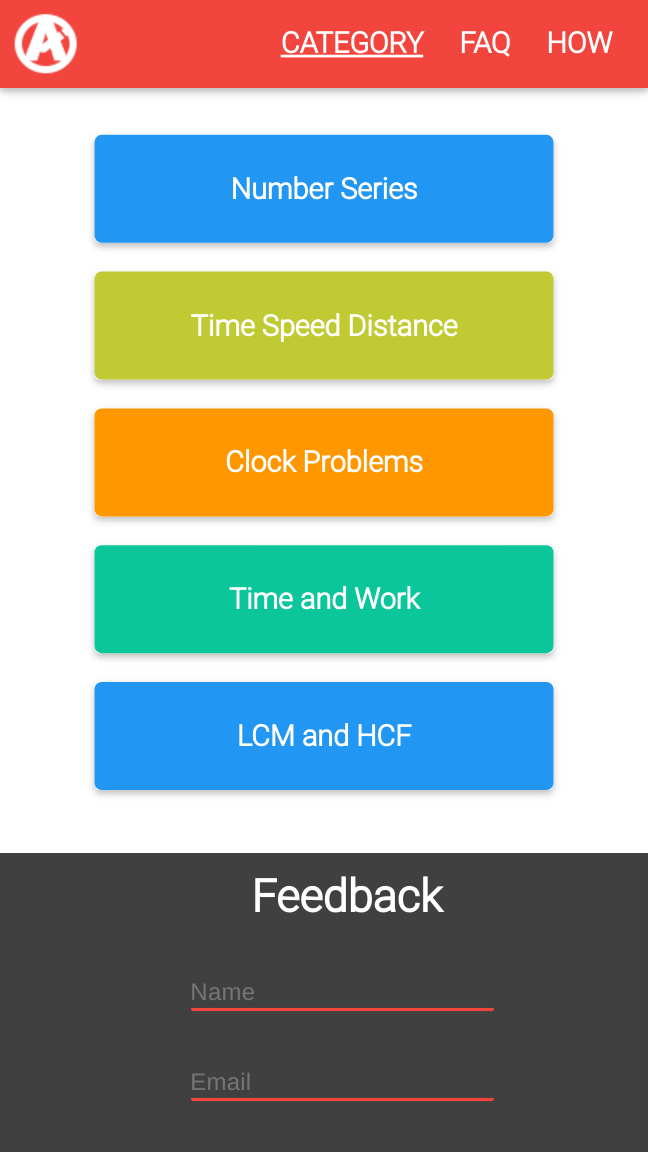 CATEGORY FAQ HOW
Number Series
Time Speed Distance
Clock Problems
Time and Work
LCM and HCF
Feedback
Name
Email